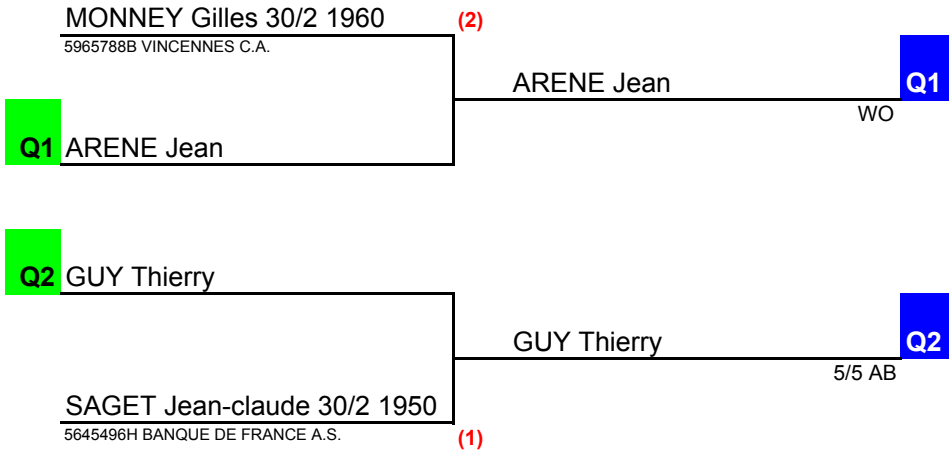 MONNEY Gilles 30/2 1960 (2)
5965788B VINCENNES C.A.
ARENE Jean Q1
WO
Q1 ARENE Jean
Q2 GUY Thierry
GUY Thierry Q2
5/5 AB
SAGET Jean-claude 30/2 1950
5645496H BANQUE DE FRANCE A.S. (1)